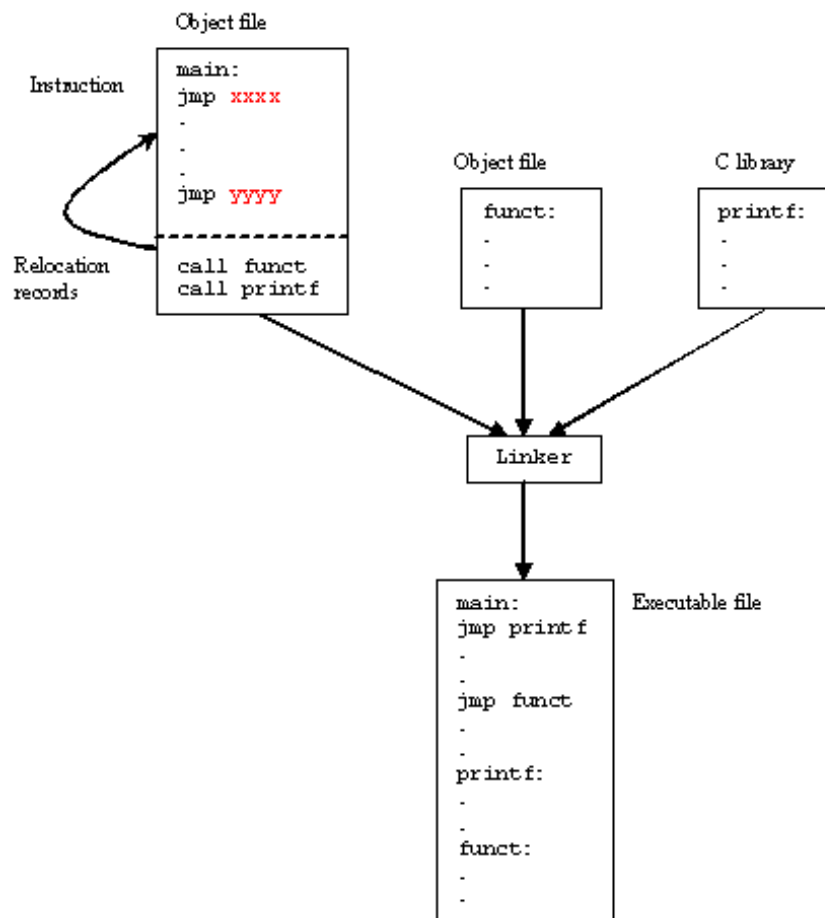 Object file
main:
jmp xxxx
.
.
.
jmp yyyy
call funct
call printf
Instruction
Relocation
records
Object file
funct:
.
.
.
C library
printf:
.
.
.
Linker
Executable file
main:
jmp printf
.
.
jmp funct
.
.
printf:
.
.
funct:
.
.